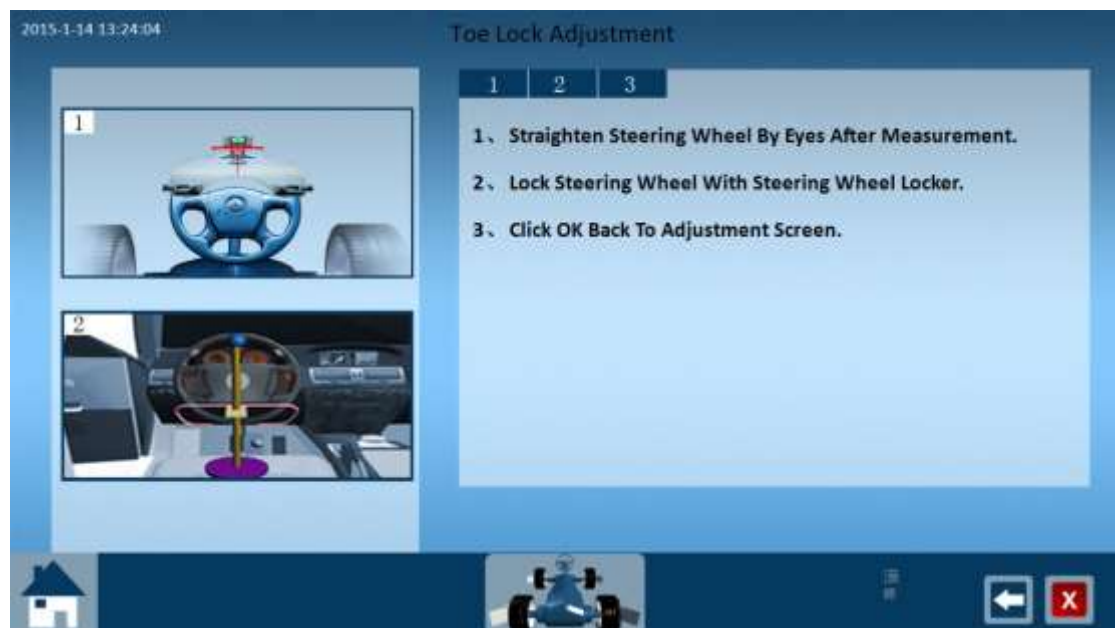 2015-1-14 13:24:04
Toe Lock Adjustment
1 2 3
1、Straighten Steering Wheel By Eyes After Measurement.
2、Lock Steering Wheel With Steering Wheel Locker.
3、Click OK Back To Adjustment Screen.
1
2
X